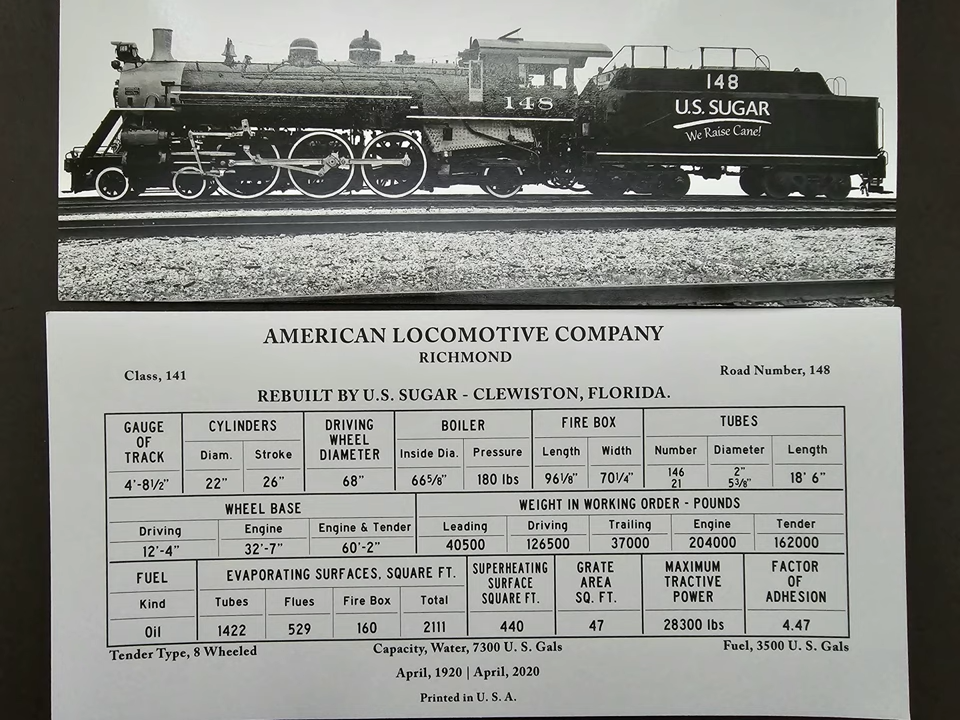 148
148
U.S. SUGAR
We Raise Cane!
AMERICAN LOCOMOTIVE COMPANY
RICHMOND
Class, 141 Road Number, 148
REBUILT BY U.S. SUGAR - CLEWISTON, FLORIDA.
GAUGE OF TRACK CYLINDERS DRIVING WHEEL DIAMETER BOILER FIRE BOX TUBES
Diam. Stroke Inside Dia. Pressure Length Width Number Diameter Length
4'-8½" 22" 26" 68" 66⅝" 180 lbs 96⅛" 70¼" 146 2" 18' 6"
21 5⅜"
WHEEL BASE WEIGHT IN WORKING ORDER - POUNDS
Driving Engine Engine & Tender Leading Driving Trailing Engine Tender
12'-4" 32'-7" 60'-2" 40500 126500 37000 204000 162000
FUEL EVAPORATING SURFACES, SQUARE FT. SUPERHEATING SURFACE SQUARE FT. GRATE AREA SQ. FT. MAXIMUM TRACTIVE POWER FACTOR OF ADHESION
Kind Tubes Flues Fire Box Total
Oil 1422 529 160 2111 440 47 28300 lbs 4.47
Tender Type, 8 Wheeled Capacity, Water, 7300 U. S. Gals Fuel, 3500 U. S. Gals
April, 1920 | April, 2020
Printed in U. S. A.